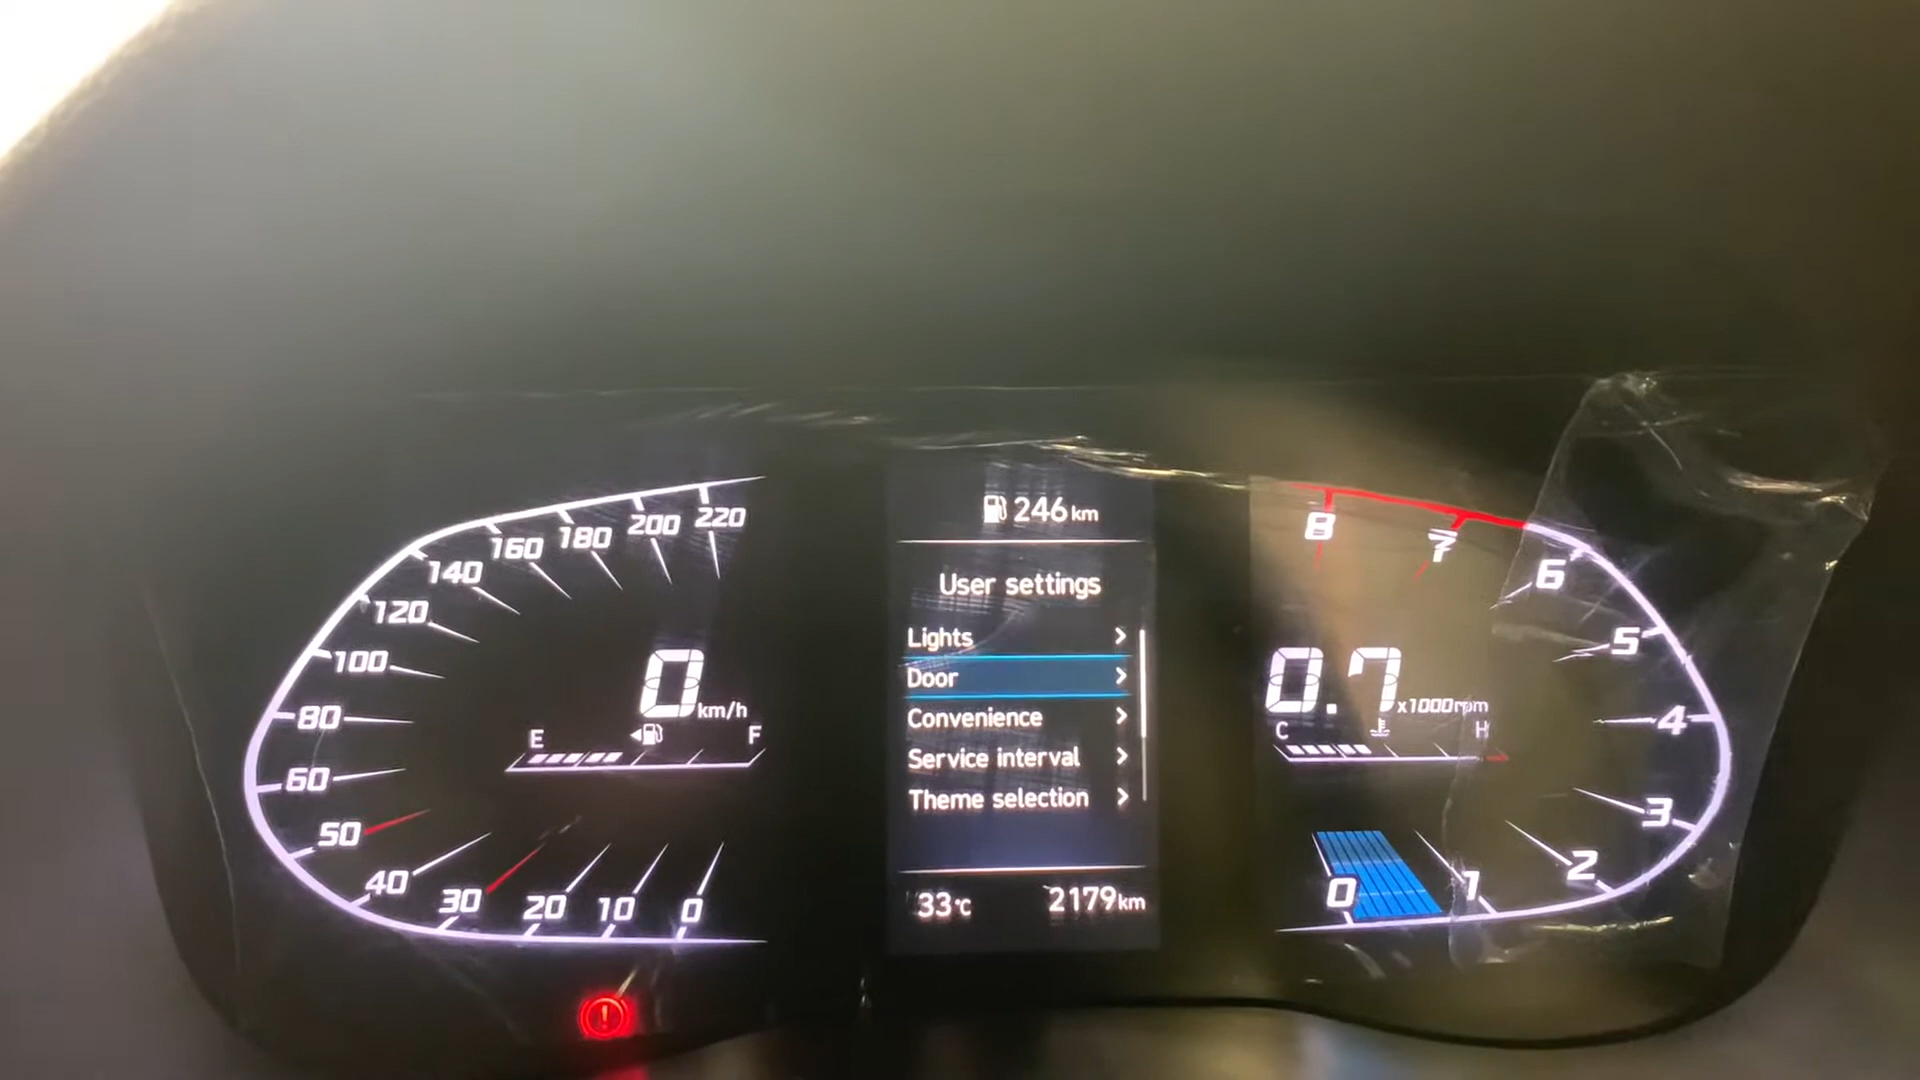 246 km
User settings
Lights
Door
Convenience
Service interval
Theme selection
33°C
2179km
220
200
180
160
140
120
100
80
60
50
40
30
20
10
0
0 km/h
E
F
8
7
6
5
4
3
2
1
0
0.7 x1000rpm
C
H